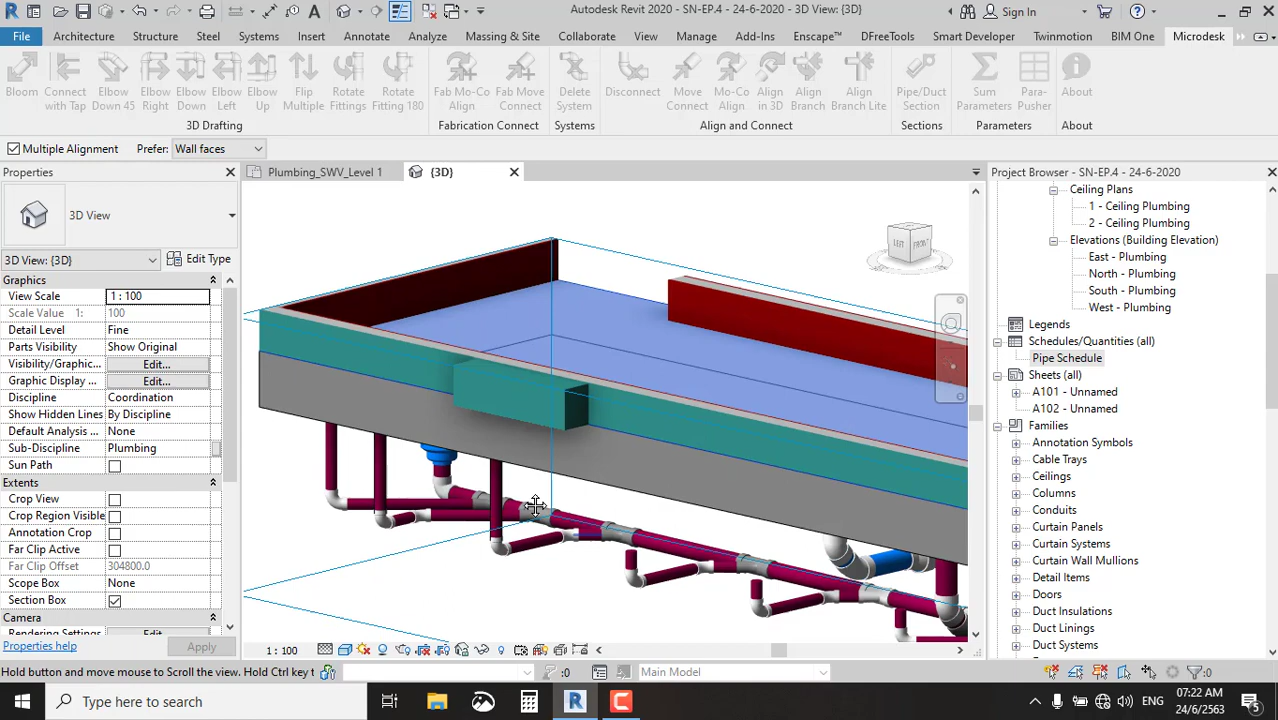 Autodesk Revit 2020 - SN-EP.4 - 24-6-2020 - 3D View: {3D}
Sign In
File Architecture Structure Steel Systems Insert Annotate Analyze Massing & Site Collaborate View Manage Add-Ins Enscape™ DFreeTools Smart Developer Twinmotion BIM One Microdesk
Bloom
Connect with Tap
Elbow Down 45
Elbow Right
Elbow Down
Elbow Left
Elbow Up
Flip Multiple
Rotate Fittings
Rotate Fittings 180
Fab Mo-Co Align
Fab Move Connect
Delete System
Disconnect
Move Connect
Mo-Co Align
Align in 3D
Align Branch
Align Branch Lite
Pipe/Duct Section
Sum Parameters
Para-Pusher
About
3D Drafting Fabrication Connect Systems Align and Connect Sections Parameters About
Multiple Alignment Prefer: Wall faces
Properties
3D View
3D View: {3D} Edit Type
Graphics
View Scale 1 : 100
Scale Value 1: 100
Detail Level Fine
Parts Visibility Show Original
Visibility/Graphic... Edit...
Graphic Display ... Edit...
Discipline Coordination
Show Hidden Lines By Discipline
Default Analysis ... None
Sub-Discipline Plumbing
Sun Path
Extents
Crop View
Crop Region Visible
Annotation Crop
Far Clip Active
Far Clip Offset 304800.0
Scope Box None
Section Box
Camera
Rendering Settings Edit...
Properties help Apply
Plumbing_SWV_Level 1 {3D}
LEFT FRONT
1 : 100
Project Browser - SN-EP.4 - 24-6-2020
Ceiling Plans
1 - Ceiling Plumbing
2 - Ceiling Plumbing
Elevations (Building Elevation)
East - Plumbing
North - Plumbing
South - Plumbing
West - Plumbing
Legends
Schedules/Quantities (all)
Pipe Schedule
Sheets (all)
A101 - Unnamed
A102 - Unnamed
Families
Annotation Symbols
Cable Trays
Ceilings
Columns
Conduits
Curtain Panels
Curtain Systems
Curtain Wall Mullions
Detail Items
Doors
Duct Insulations
Duct Linings
Duct Systems
Hold button and move mouse to Scroll the view. Hold Ctrl key t :0 Main Model :0
Type here to search
ENG
07:22 AM
24/6/2563
5